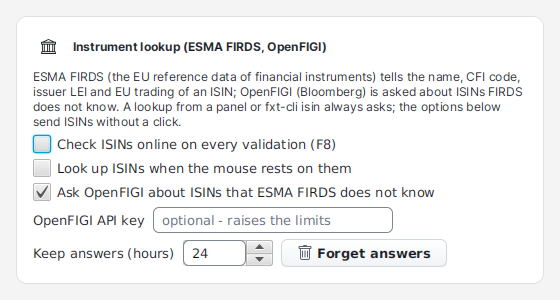 Instrument lookup (ESMA FIRDS, OpenFIGI)
ESMA FIRDS (the EU reference data of financial instruments) tells the name, CFI code,
issuer LEI and EU trading of an ISIN; OpenFIGI (Bloomberg) is asked about ISINs FIRDS
does not know. A lookup from a panel or fxt-cli isin always asks; the options below
send ISINs without a click.
Check ISINs online on every validation (F8)
Look up ISINs when the mouse rests on them
Ask OpenFIGI about ISINs that ESMA FIRDS does not know
OpenFIGI API key optional - raises the limits
Keep answers (hours) 24 Forget answers